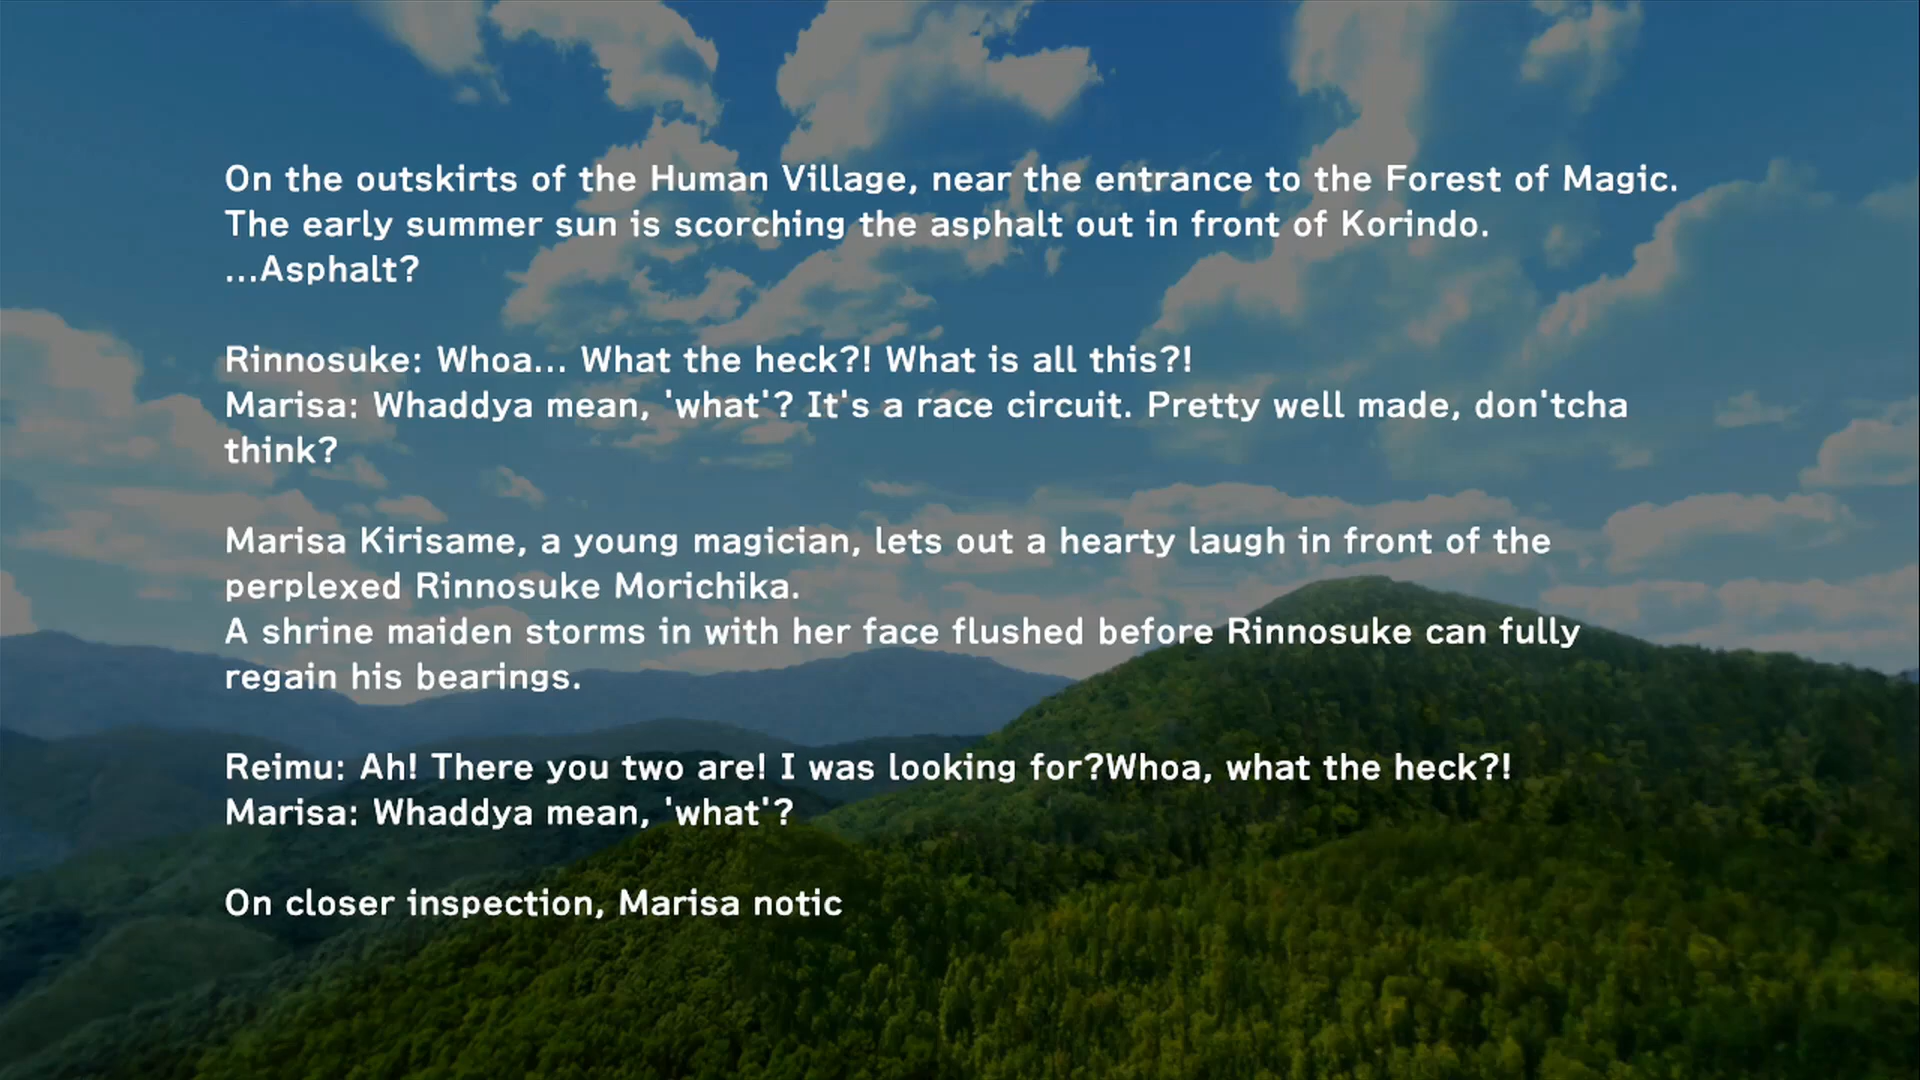 On the outskirts of the Human Village, near the entrance to the Forest of Magic.
The early summer sun is scorching the asphalt out in front of Korindo.
...Asphalt?
Rinnosuke: Whoa... What the heck?! What is all this?!
Marisa: Whaddya mean, 'what'? It's a race circuit. Pretty well made, don'tcha
think?
Marisa Kirisame, a young magician, lets out a hearty laugh in front of the
perplexed Rinnosuke Morichika.
A shrine maiden storms in with her face flushed before Rinnosuke can fully
regain his bearings.
Reimu: Ah! There you two are! I was looking for?Whoa, what the heck?!
Marisa: Whaddya mean, 'what'?
On closer inspection, Marisa notic